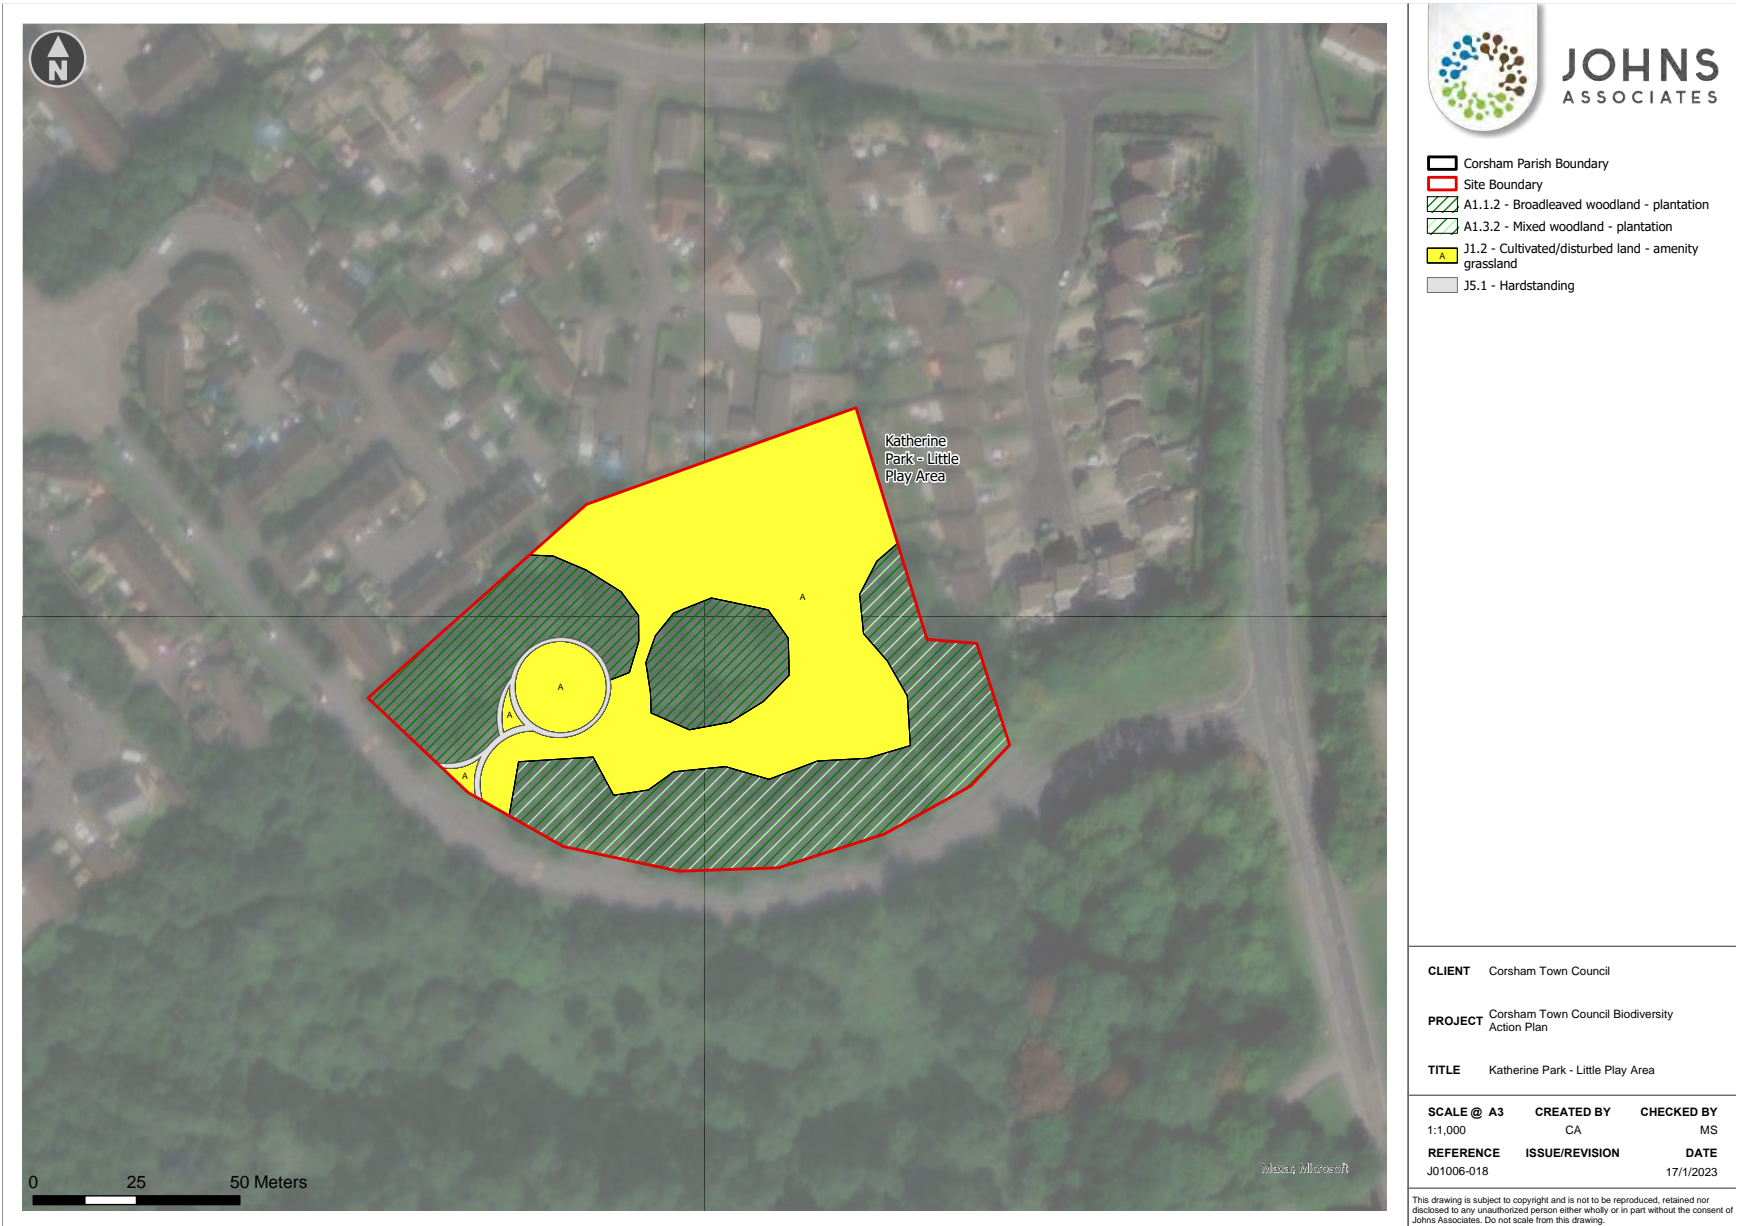 N
JOHNS
ASSOCIATES
Corsham Parish Boundary
Site Boundary
A1.1.2 - Broadleaved woodland - plantation
A1.3.2 - Mixed woodland - plantation
A
J1.2 - Cultivated/disturbed land - amenity
grassland
J5.1 - Hardstanding
Katherine
Park - Little
Play Area
A
A
A
A
0 25 50 Meters
Maxar, Microsoft
CLIENT Corsham Town Council
PROJECT Corsham Town Council Biodiversity
Action Plan
TITLE Katherine Park - Little Play Area
SCALE @ A3 CREATED BY CHECKED BY
1:1,000 CA MS
REFERENCE ISSUE/REVISION DATE
J01006-018 17/1/2023
This drawing is subject to copyright and is not to be reproduced, retained nor
disclosed to any unauthorized person either wholly or in part without the consent of
Johns Associates. Do not scale from this drawing.